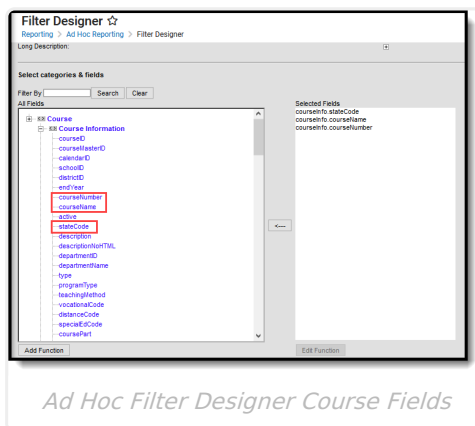 Filter Designer ☆
Reporting > Ad Hoc Reporting > Filter Designer
Long Description:
Select categories & fields
Filter By Search Clear
All Fields
Selected Fields
Course
Course Information
courseID
courseMasterID
calendarID
schoolID
districtID
endYear
courseNumber
courseName
active
stateCode
description
descriptionNoHTML
departmentID
departmentName
type
programType
teachingMethod
vocationalCode
distanceCode
specialEdCode
coursePart
<---
courseInfo.stateCode
courseInfo.courseName
courseInfo.courseNumber
Add Function
Edit Function
Ad Hoc Filter Designer Course Fields